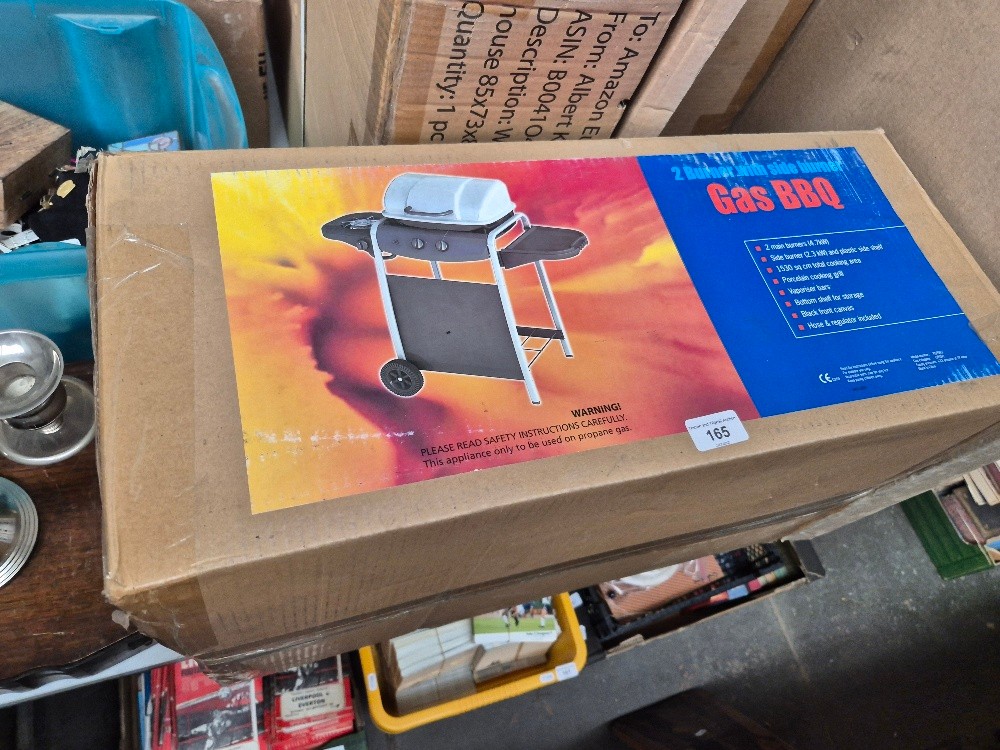 To: Amazon E
From: Albert K
ASIN: B0041O
Description: W
house 85x73x
Quantity: 1 pc
2 Burner with side burner
Gas BBQ
2 main burners (4.7kW)
Side burner (2.3 kW) and plastic side shelf
1530 sq cm total cooking area
Porcelain cooking grill
Vaporiser bars
Bottom shelf for storage
Black front canvas
Hose & regulator included
CE
WARNING!
PLEASE READ SAFETY INSTRUCTIONS CAREFULLY.
This appliance only to be used on propane gas.
165
LIVERPOOL v
EVERTON